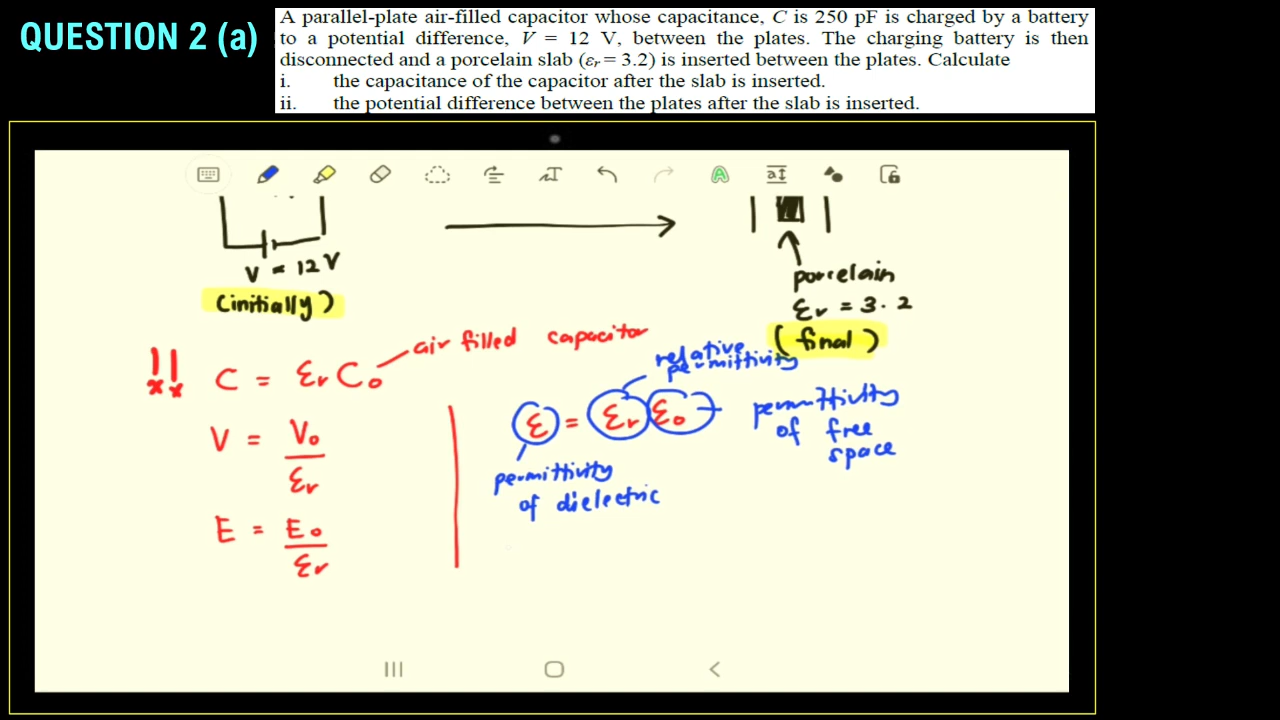 QUESTION 2 (a)
A parallel-plate air-filled capacitor whose capacitance, C is 250 pF is charged by a battery
to a potential difference, V = 12 V, between the plates. The charging battery is then
disconnected and a porcelain slab (εr = 3.2) is inserted between the plates. Calculate
i. the capacitance of the capacitor after the slab is inserted.
ii. the potential difference between the plates after the slab is inserted.
V = 12 V
(initially)
porcelain
εr = 3.2
(final)
!! C = εr C₀
air filled capacitor
V = V₀ / εr
E = E₀ / εr
relative
permittivity
ε = εr ε₀
permittivity
of free
space
permittivity
of dielectric